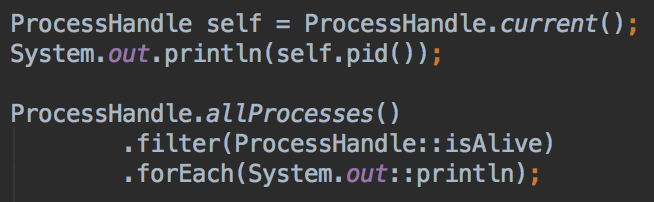 ProcessHandle self = ProcessHandle.current();
System.out.println(self.pid());
ProcessHandle.allProcesses()
.filter(ProcessHandle::isAlive)
.forEach(System.out::println);